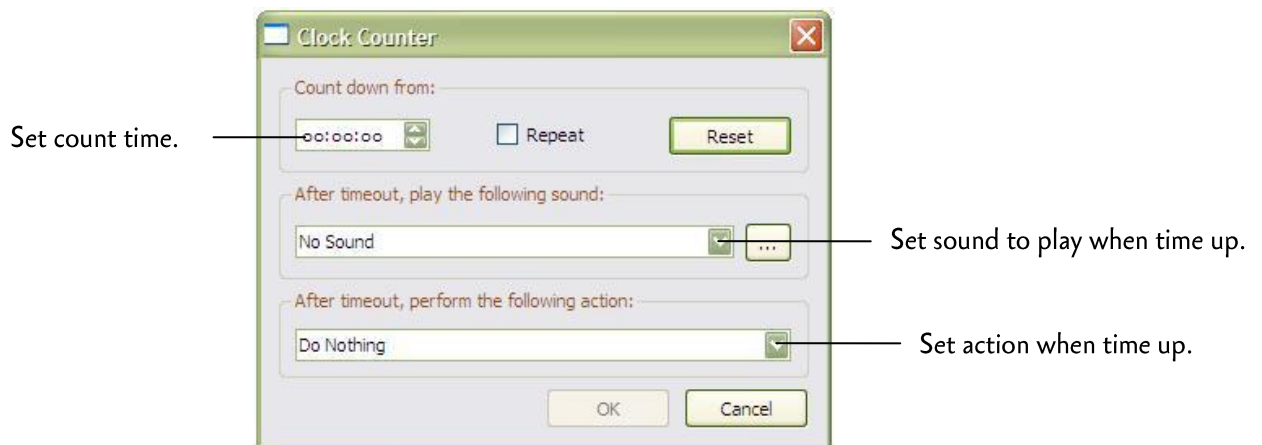 Clock Counter
Count down from:
Set count time.
00:00:00
Repeat
Reset
After timeout, play the following sound:
No Sound
...
Set sound to play when time up.
After timeout, perform the following action:
Do Nothing
Set action when time up.
OK
Cancel